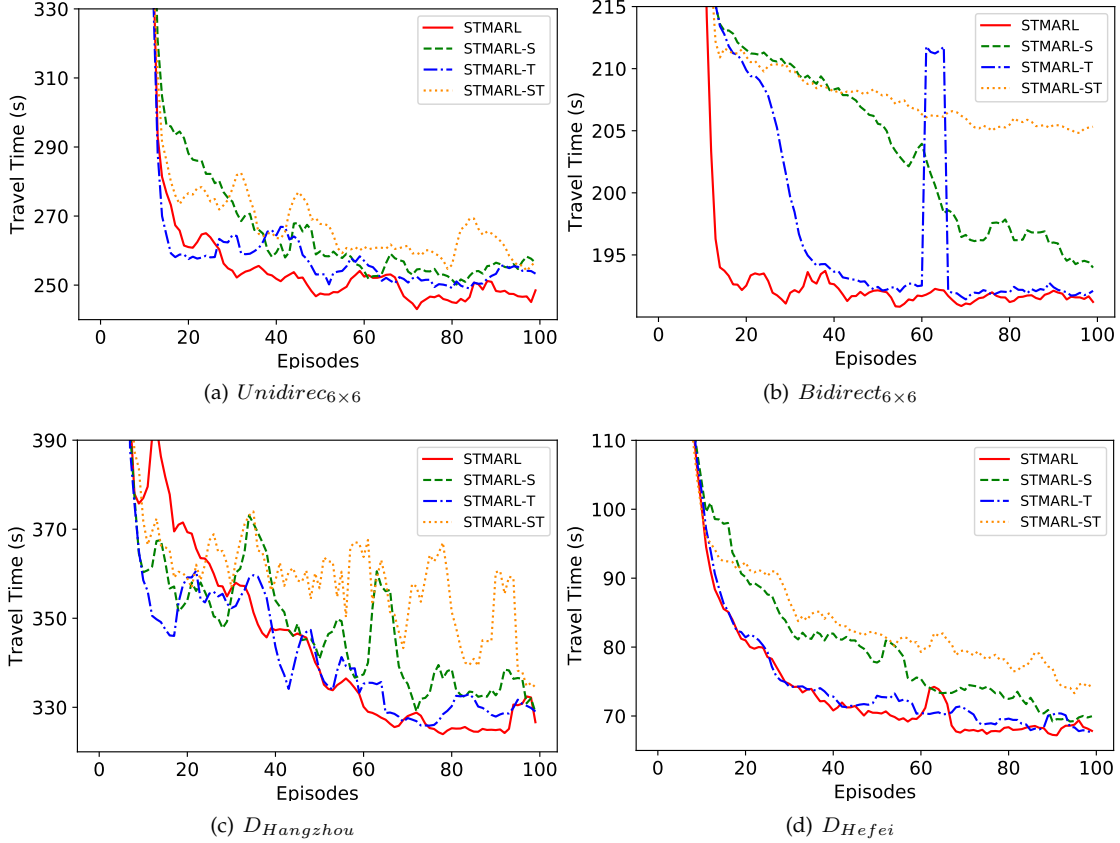 330
310
290
270
250
Travel Time (s)
STMARL
STMARL-S
STMARL-T
STMARL-ST
0 20 40 60 80 100
Episodes
(a) Unidirec6×6
215
210
205
200
195
Travel Time (s)
STMARL
STMARL-S
STMARL-T
STMARL-ST
0 20 40 60 80 100
Episodes
(b) Bidirect6×6
390
370
350
330
Travel Time (s)
STMARL
STMARL-S
STMARL-T
STMARL-ST
0 20 40 60 80 100
Episodes
(c) DHangzhou
110
100
90
80
70
Travel Time (s)
STMARL
STMARL-S
STMARL-T
STMARL-ST
0 20 40 60 80 100
Episodes
(d) DHefei